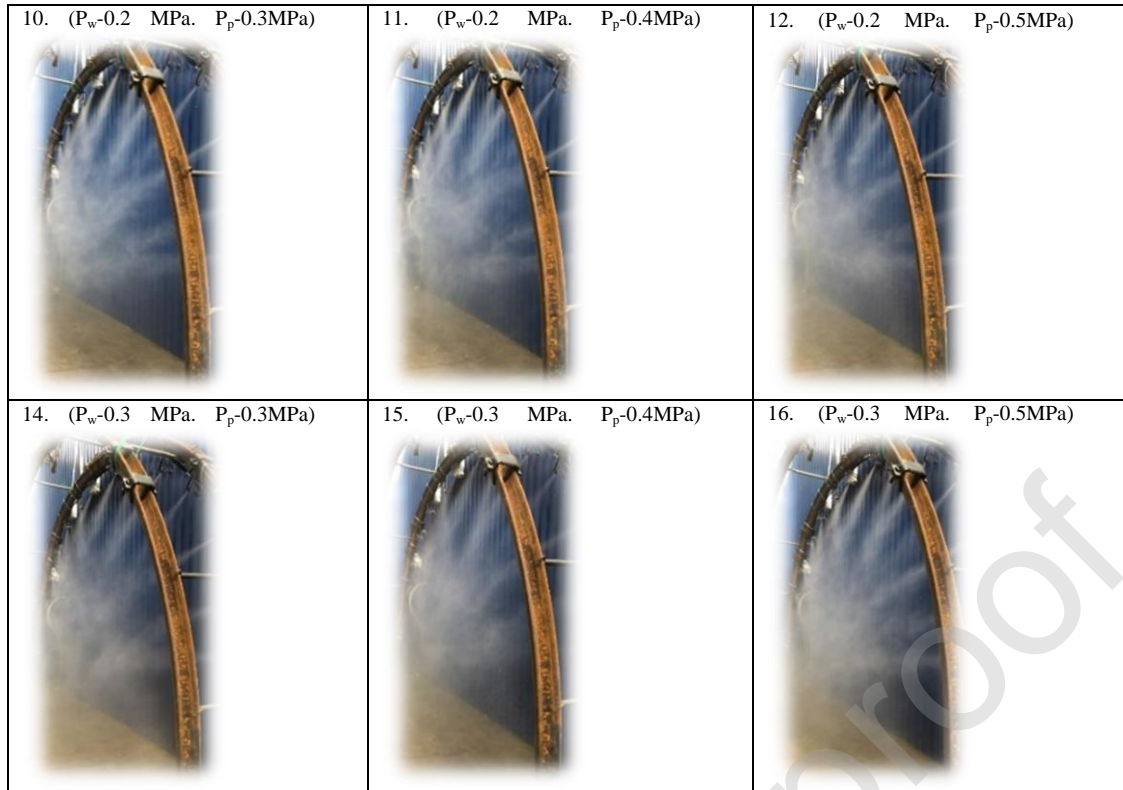 10. (Pw-0.2 MPa. Pp-0.3MPa)
11. (Pw-0.2 MPa. Pp-0.4MPa)
12. (Pw-0.2 MPa. Pp-0.5MPa)
14. (Pw-0.3 MPa. Pp-0.3MPa)
15. (Pw-0.3 MPa. Pp-0.4MPa)
16. (Pw-0.3 MPa. Pp-0.5MPa)
proof